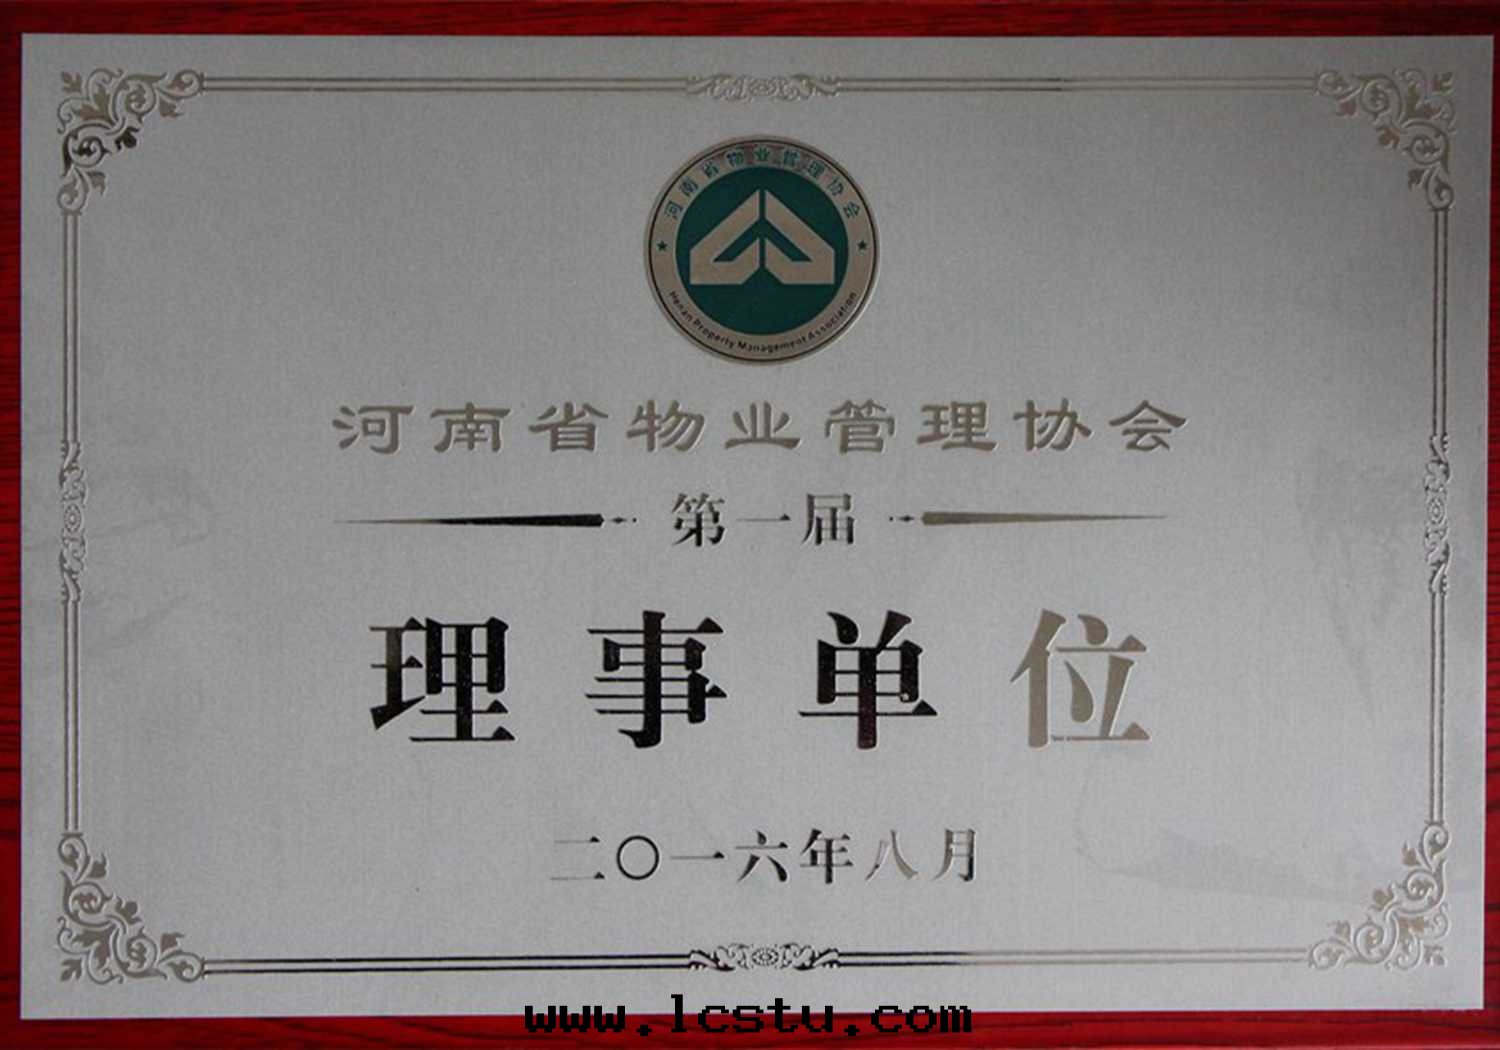 河南省物业管理协会
Henan Property Management Association
河南省物业管理协会
第一届
理事单位
二〇一六年八月
www.lcstu.com